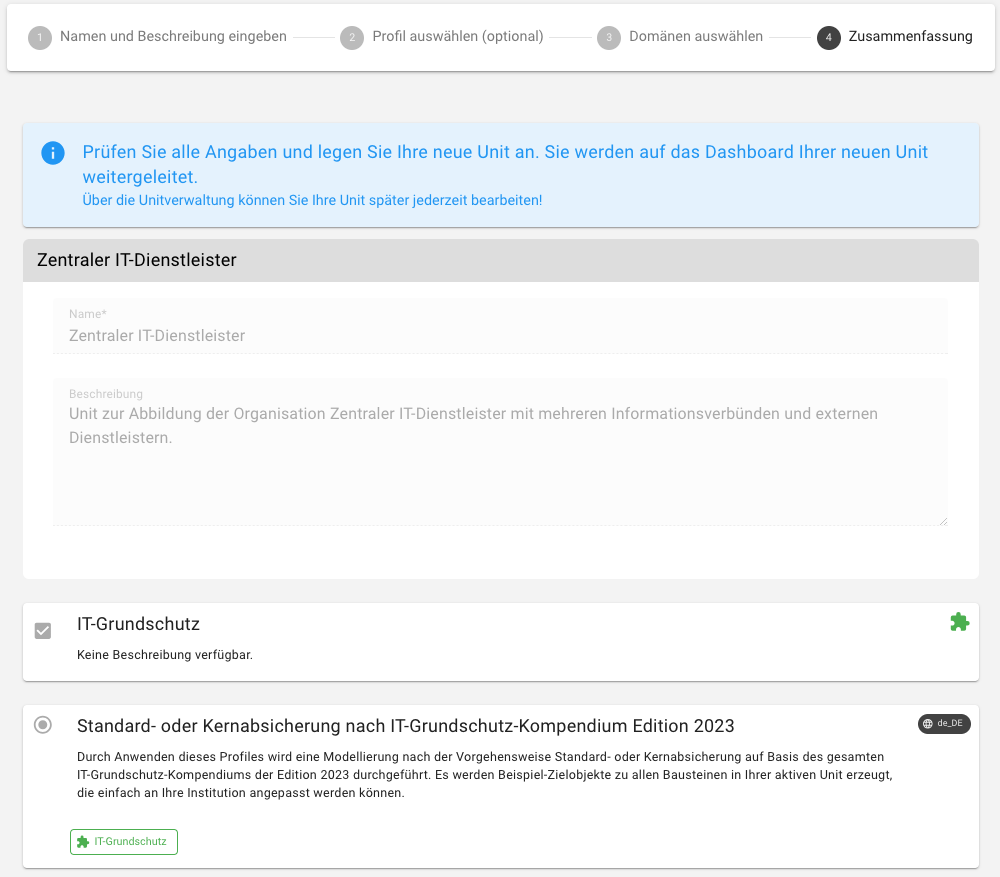 1 Namen und Beschreibung eingeben 2 Profil auswählen (optional) 3 Domänen auswählen 4 Zusammenfassung
Prüfen Sie alle Angaben und legen Sie Ihre neue Unit an. Sie werden auf das Dashboard Ihrer neuen Unit
weitergeleitet.
Über die Unitverwaltung können Sie Ihre Unit später jederzeit bearbeiten!
Zentraler IT-Dienstleister
Name*
Zentraler IT-Dienstleister
Beschreibung
Unit zur Abbildung der Organisation Zentraler IT-Dienstleister mit mehreren Informationsverbünden und externen
Dienstleistern.
IT-Grundschutz
Keine Beschreibung verfügbar.
Standard- oder Kernabsicherung nach IT-Grundschutz-Kompendium Edition 2023 de_DE
Durch Anwenden dieses Profiles wird eine Modellierung nach der Vorgehensweise Standard- oder Kernabsicherung auf Basis des gesamten
IT-Grundschutz-Kompendiums der Edition 2023 durchgeführt. Es werden Beispiel-Zielobjekte zu allen Bausteinen in Ihrer aktiven Unit erzeugt,
die einfach an Ihre Institution angepasst werden können.
IT-Grundschutz